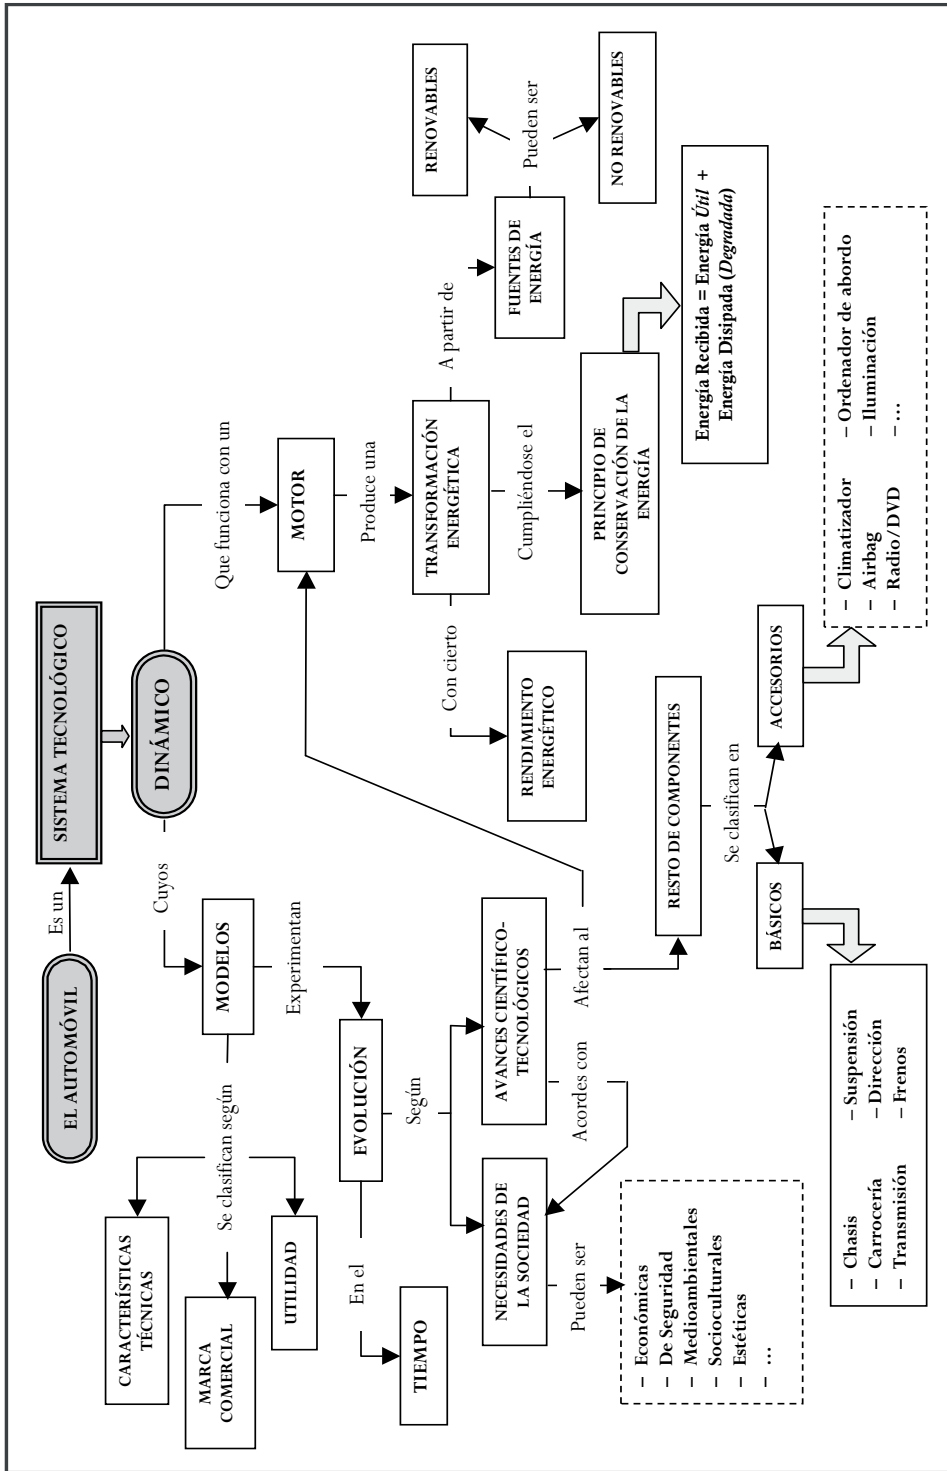 EL AUTOMÓVIL
Es un
SISTEMA TECNOLÓGICO
DINÁMICO
Cuyos
MODELOS
Se clasifican según
CARACTERÍSTICAS
TÉCNICAS
MARCA
COMERCIAL
UTILIDAD
Experimentan
EVOLUCIÓN
En el
TIEMPO
Según
NECESIDADES DE
LA SOCIEDAD
Pueden ser
– Económicas
– De Seguridad
– Medioambientales
– Socioculturales
– Estéticas
– ...
AVANCES CIENTÍFICO-
TECNOLÓGICOS
Acordes con
Afectan al
RESTO DE COMPONENTES
Se clasifican en
BÁSICOS
– Chasis
– Carrocería
– Transmisión
– Suspensión
– Dirección
– Frenos
ACCESORIOS
– Climatizador
– Airbag
– Radio/DVD
– Ordenador de abordo
– Iluminación
– ...
Que funciona con un
MOTOR
Produce una
TRANSFORMACIÓN
ENERGÉTICA
Con cierto
RENDIMIENTO
ENERGÉTICO
Cumpliéndose el
PRINCIPIO DE
CONSERVACIÓN DE LA
ENERGÍA
Energía Recibida = Energía Útil +
Energía Disipada (Degradada)
A partir de
FUENTES DE
ENERGÍA
Pueden ser
RENOVABLES
NO RENOVABLES